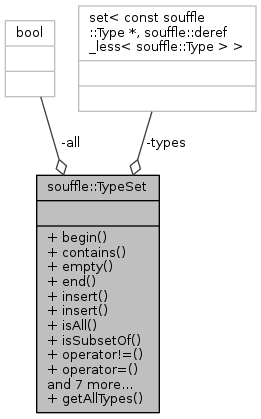 bool
set< const souffle
::Type *, souffle::deref
_less< souffle::Type > >
-all
-types
souffle::TypeSet
+ begin()
+ contains()
+ empty()
+ end()
+ insert()
+ insert()
+ isAll()
+ isSubsetOf()
+ operator!=()
+ operator=()
and 7 more...
+ getAllTypes()